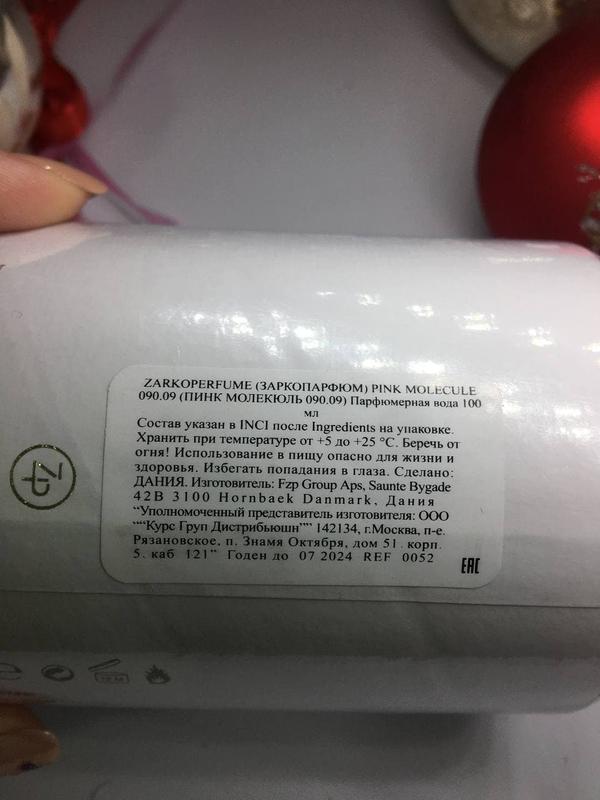 ZARKOPERFUME (ЗАРКОПАРФЮМ) PINK MOLECULE
090.09 (ПИНК МОЛЕКЮЛЬ 090.09) Парфюмерная вода 100
мл
Состав указан в INCI после Ingredients на упаковке.
Хранить при температуре от +5 до +25 °C. Беречь от
огня! Использование в пищу опасно для жизни и
здоровья. Избегать попадания в глаза. Сделано:
ДАНИЯ. Изготовитель: Fzp Group Aps, Saunte Bygade
42B 3100 Hornbaek Danmark, Дания
"Уполномоченный представитель изготовителя: ООО
""Курс Груп Дистрибьюшн"" 142134, г.Москва, п-е.
Рязановское, п. Знамя Октября, дом 51. корп.
5. каб 121" Годен до 07 2024 REF 0052
EAC
ZP